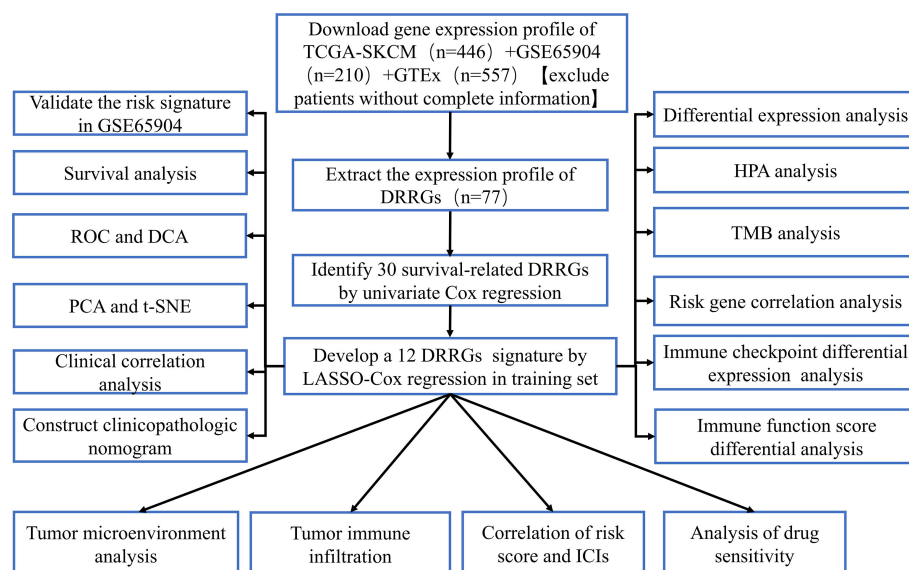 Download gene expression profile of
TCGA-SKCM（n=446）+GSE65904
（n=210）+GTEx（n=557）【exclude
patients without complete information】
Extract the expression profile of
DRRGs（n=77）
Identify 30 survival-related DRRGs
by univariate Cox regression
Develop a 12 DRRGs signature by
LASSO-Cox regression in training set
Validate the risk signature
in GSE65904
Survival analysis
ROC and DCA
PCA and t-SNE
Clinical correlation
analysis
Construct clinicopathologic
nomogram
Differential expression analysis
HPA analysis
TMB analysis
Risk gene correlation analysis
Immune checkpoint differential
expression analysis
Immune function score
differential analysis
Tumor microenvironment
analysis
Tumor immune
infiltration
Correlation of risk
score and ICIs
Analysis of drug
sensitivity